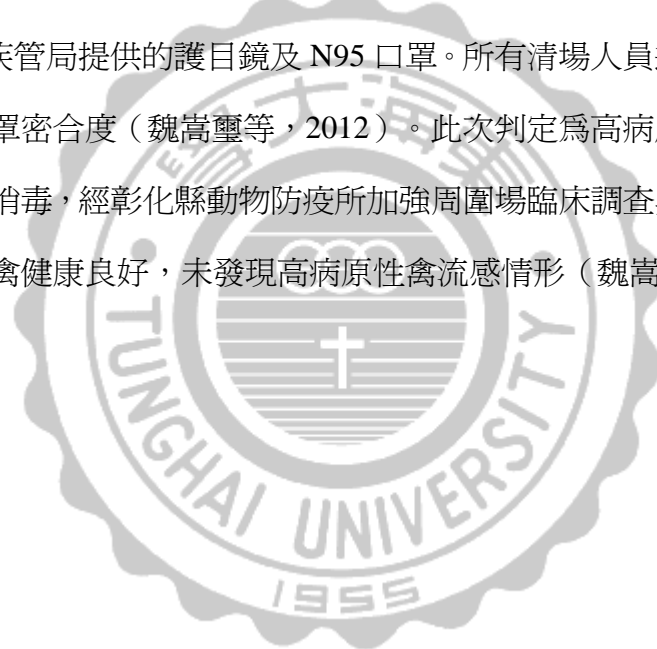 疾管局提供的護目鏡及 N95 口罩。所有清場人員
罩密合度（魏嵩璽等，2012）。此次判定為高病
消毒，經彰化縣動物防疫所加強周圍場臨床調查
禽健康良好，未發現高病原性禽流感情形（魏嵩
TUNGHAI UNIVERSITY
1955